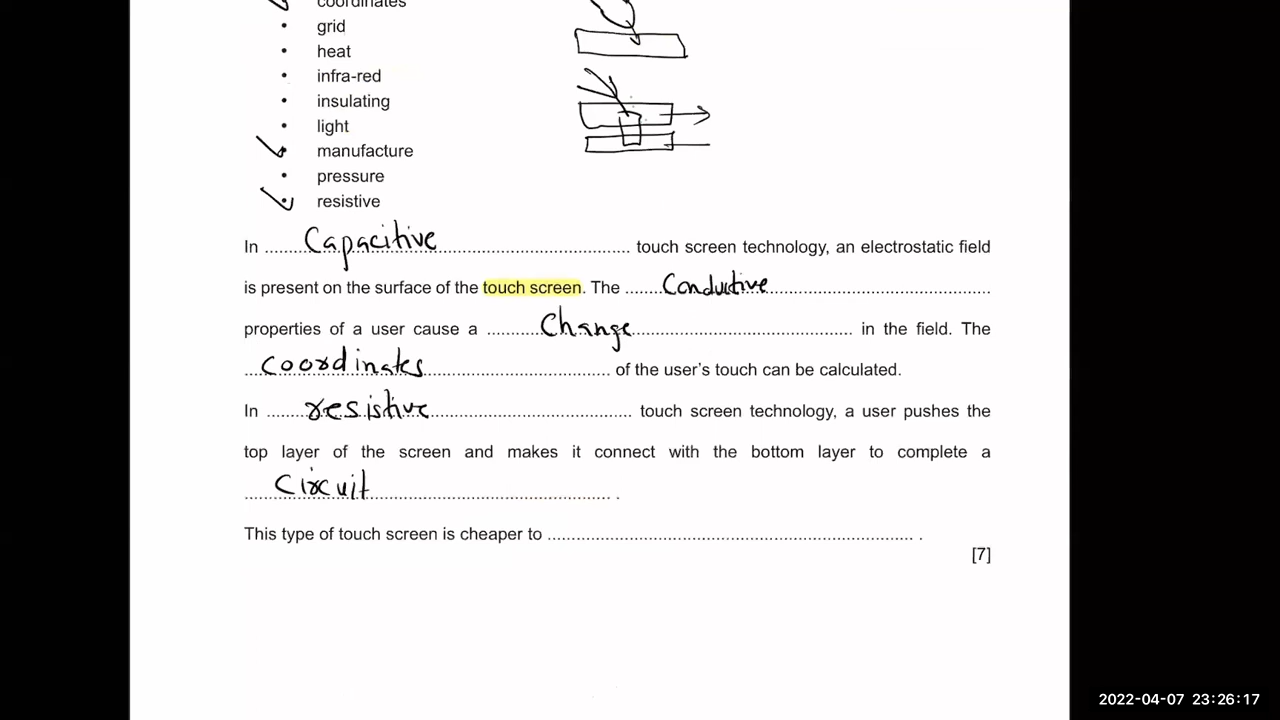 coordinates
• grid
• heat
• infra-red
• insulating
• light
• manufacture
• pressure
• resistive
In ......Capacitive...... touch screen technology, an electrostatic field
is present on the surface of the touch screen. The ......Conductive......
properties of a user cause a ......Change...... in the field. The
......coordinates...... of the user's touch can be calculated.
In ......resistive...... touch screen technology, a user pushes the
top layer of the screen and makes it connect with the bottom layer to complete a
......Circuit...... .
This type of touch screen is cheaper to ............ .
[7]
2022-04-07 23:26:17